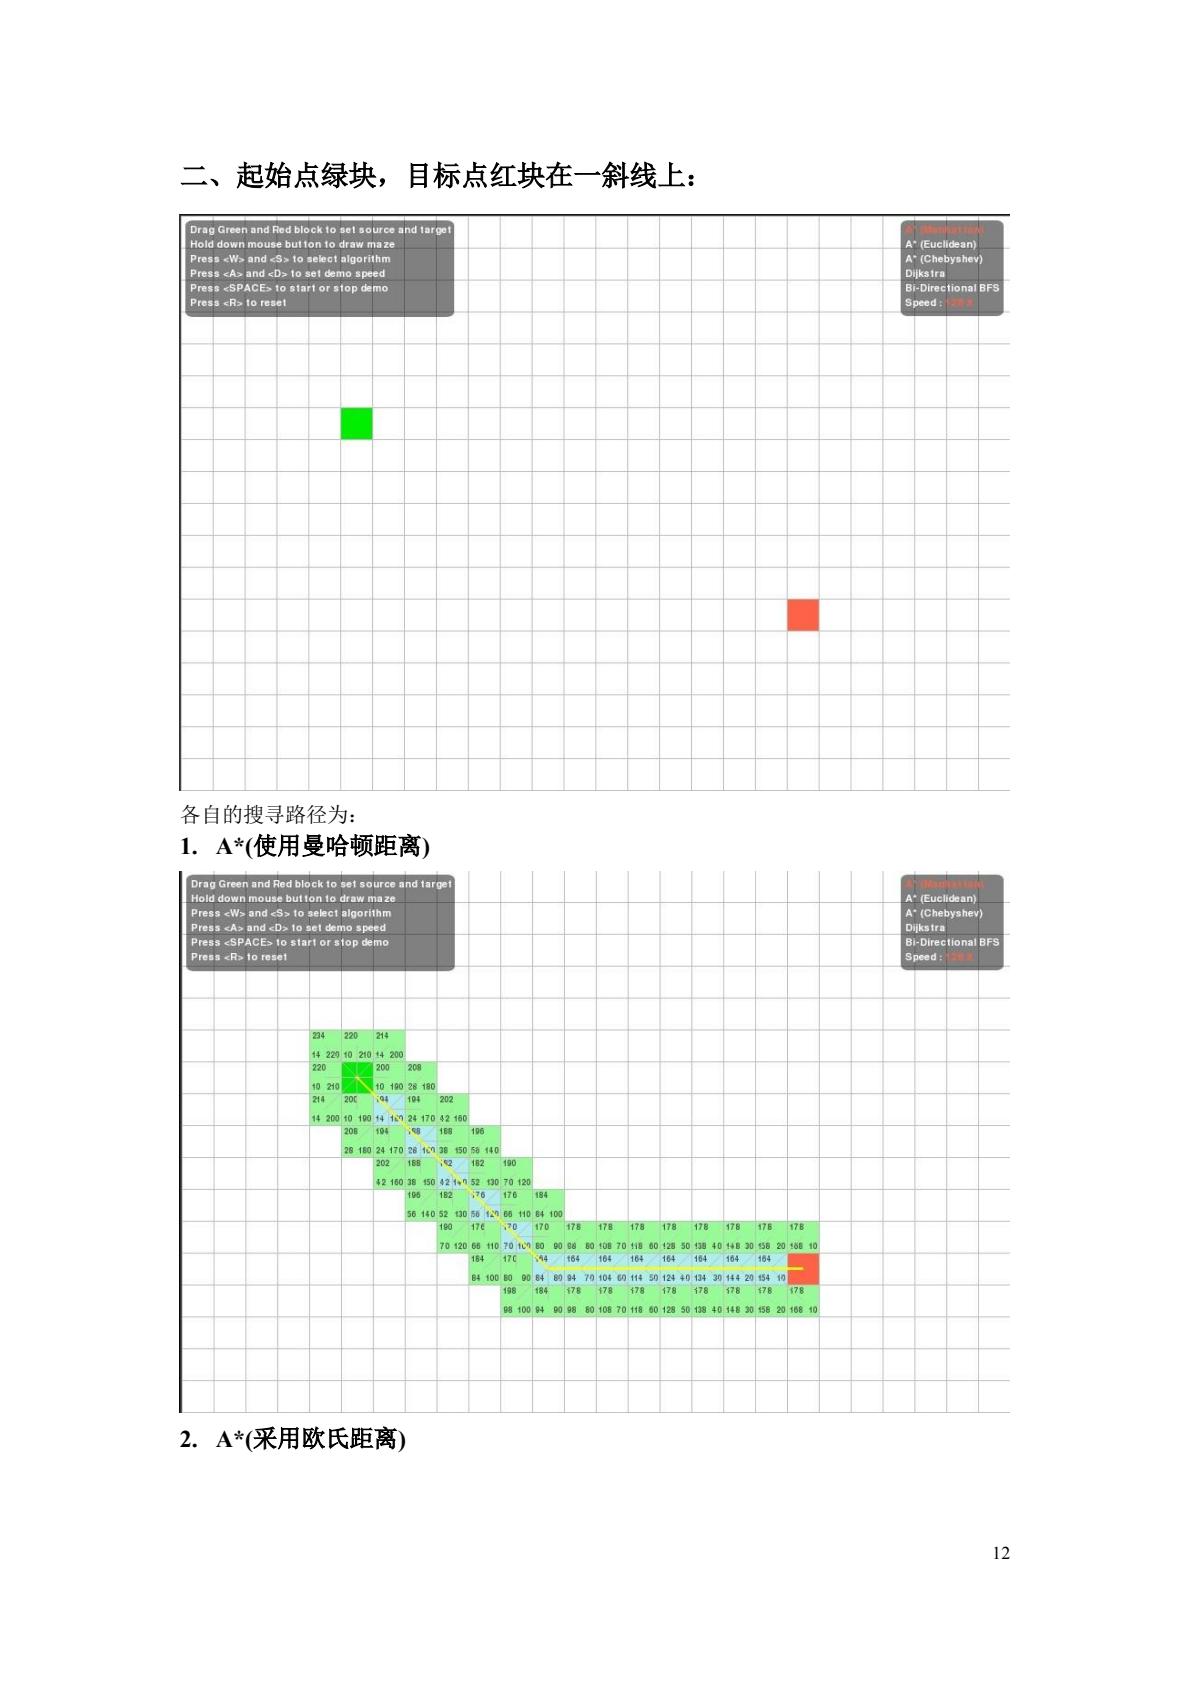 二、起始点绿块，目标点红块在一斜线上：
Drag Green and Red block to set source and target
Hold down mouse button to draw maze
Press <W> and <S> to select algorithm
Press <A> and <D> to set demo speed
Press <SPACE> to start or stop demo
Press <R> to reset
A* (Manhattan)
A* (Euclidean)
A* (Chebyshev)
Dijkstra
Bi-Directional BFS
Speed : 128 X
各自的搜寻路径为：
1. A*(使用曼哈顿距离)
Drag Green and Red block to set source and target
Hold down mouse button to draw maze
Press <W> and <S> to select algorithm
Press <A> and <D> to set demo speed
Press <SPACE> to start or stop demo
Press <R> to reset
A* (Manhattan)
A* (Euclidean)
A* (Chebyshev)
Dijkstra
Bi-Directional BFS
Speed : 128 X
234 220 214
14 220 10 210 14 200
220 200 208
10 210 10 190 28 180
214 200 194 194 202
14 200 10 190 14 180 24 170 42 160
208 194 188 188 196
28 180 24 170 28 160 38 150 56 140
202 188 182 182 190
42 160 38 150 42 140 52 130 70 120
196 182 176 176 184
56 140 52 130 56 120 66 110 84 100
190 176 170 170 178 178 178 178 178 178 178 178
70 120 66 110 70 100 80 90 98 80 108 70 118 60 128 50 138 40 148 30 158 20 168 10
184 170 164 164 164 164 164 164 164 164
84 100 80 90 84 80 94 70 104 60 114 50 124 40 134 30 144 20 154 10
198 184 178 178 178 178 178 178 178 178
98 100 94 90 98 80 108 70 118 60 128 50 138 40 148 30 158 20 168 10
2. A*(采用欧氏距离)
12